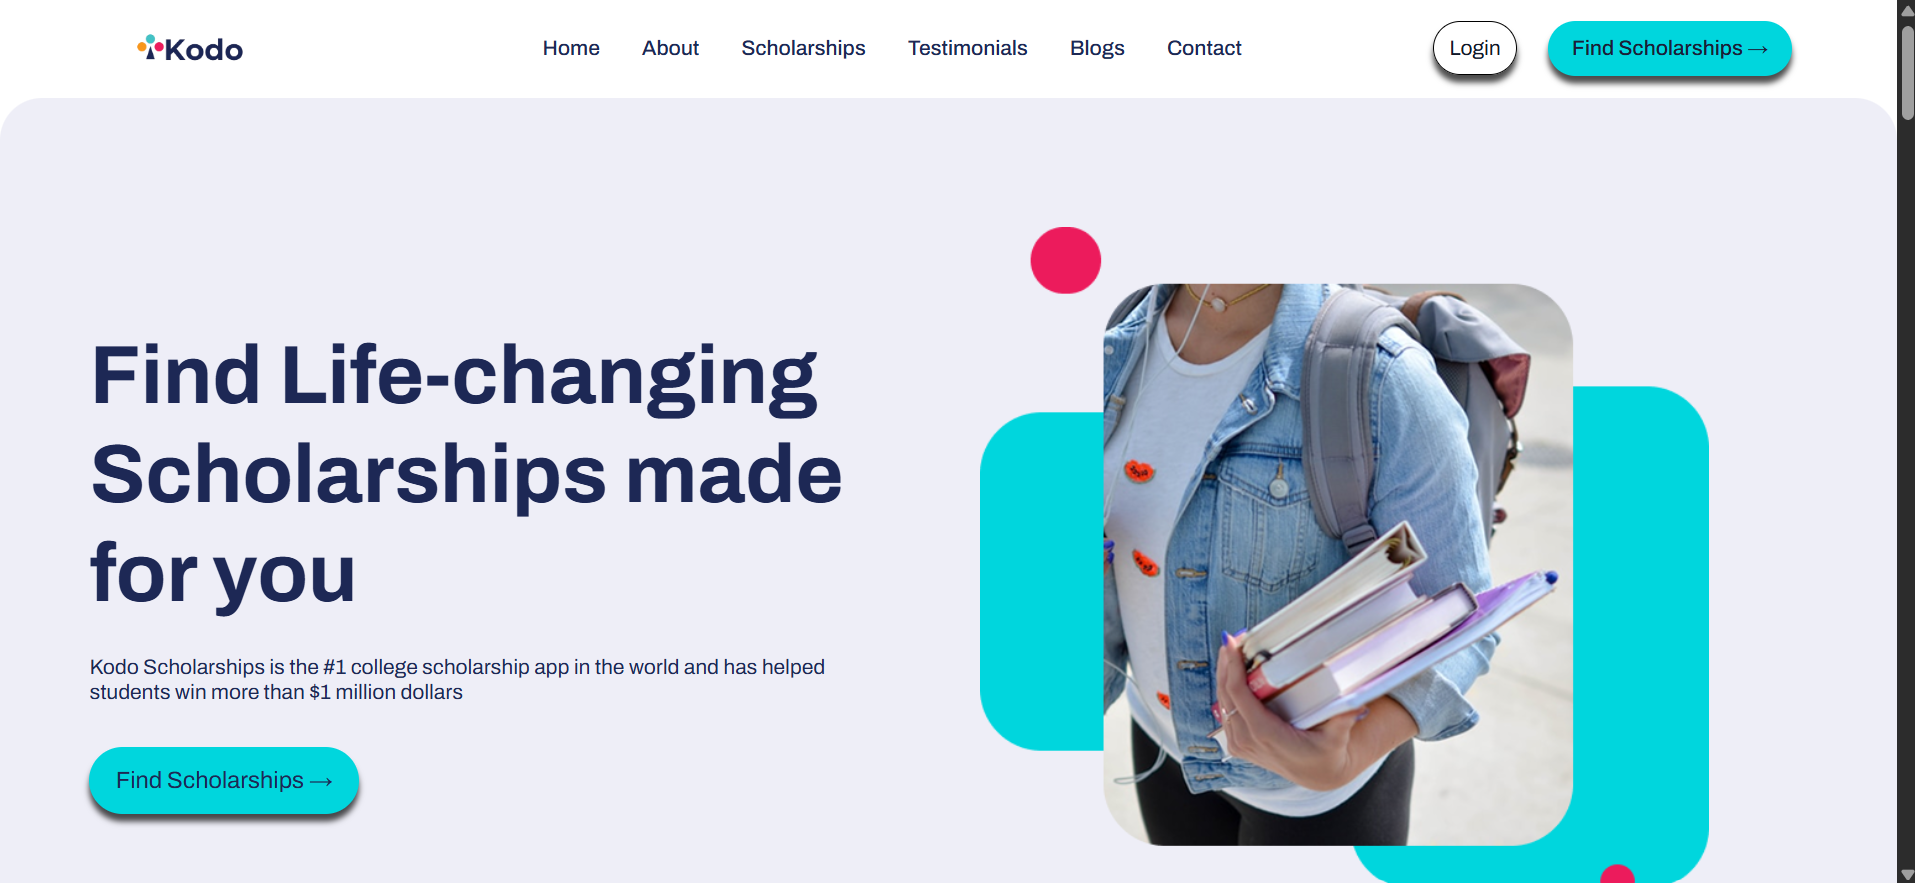 Kodo
Home
About
Scholarships
Testimonials
Blogs
Contact
Login
Find Scholarships →
Find Life-changing
Scholarships made
for you
Kodo Scholarships is the #1 college scholarship app in the world and has helped
students win more than $1 million dollars
Find Scholarships →